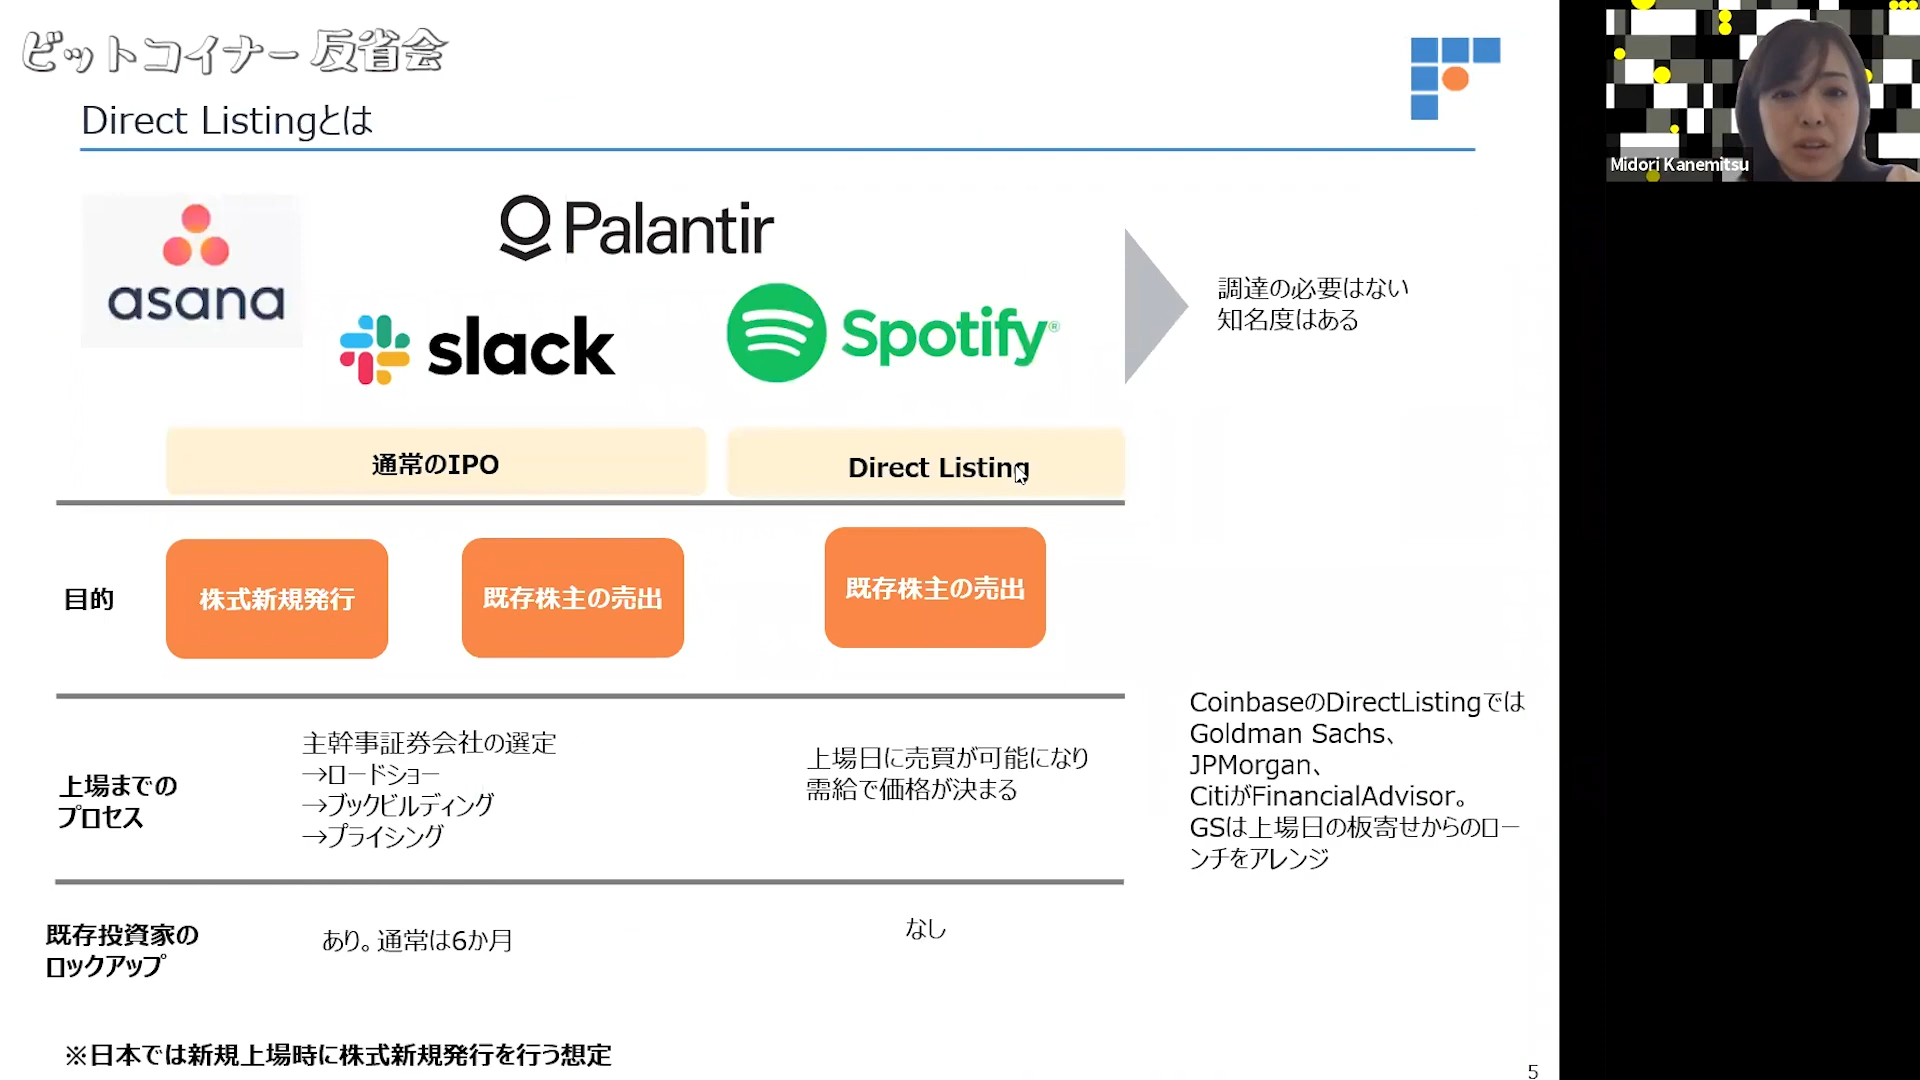 ビットコイナー反省会
Direct Listingとは
asana
Palantir
slack
Spotify®
調達の必要はない
知名度はある
通常のIPO
Direct Listing
目的
株式新規発行
既存株主の売出
既存株主の売出
上場までの
プロセス
主幹事証券会社の選定
→ロードショー
→ブックビルディング
→プライシング
上場日に売買が可能になり
需給で価格が決まる
CoinbaseのDirectListingでは
Goldman Sachs、
JPMorgan、
CitiがFinancialAdvisor。
GSは上場日の板寄せからのロー
ンチをアレンジ
既存投資家の
ロックアップ
あり。通常は6か月
なし
※日本では新規上場時に株式新規発行を行う想定
5
Midori Kanemitsu